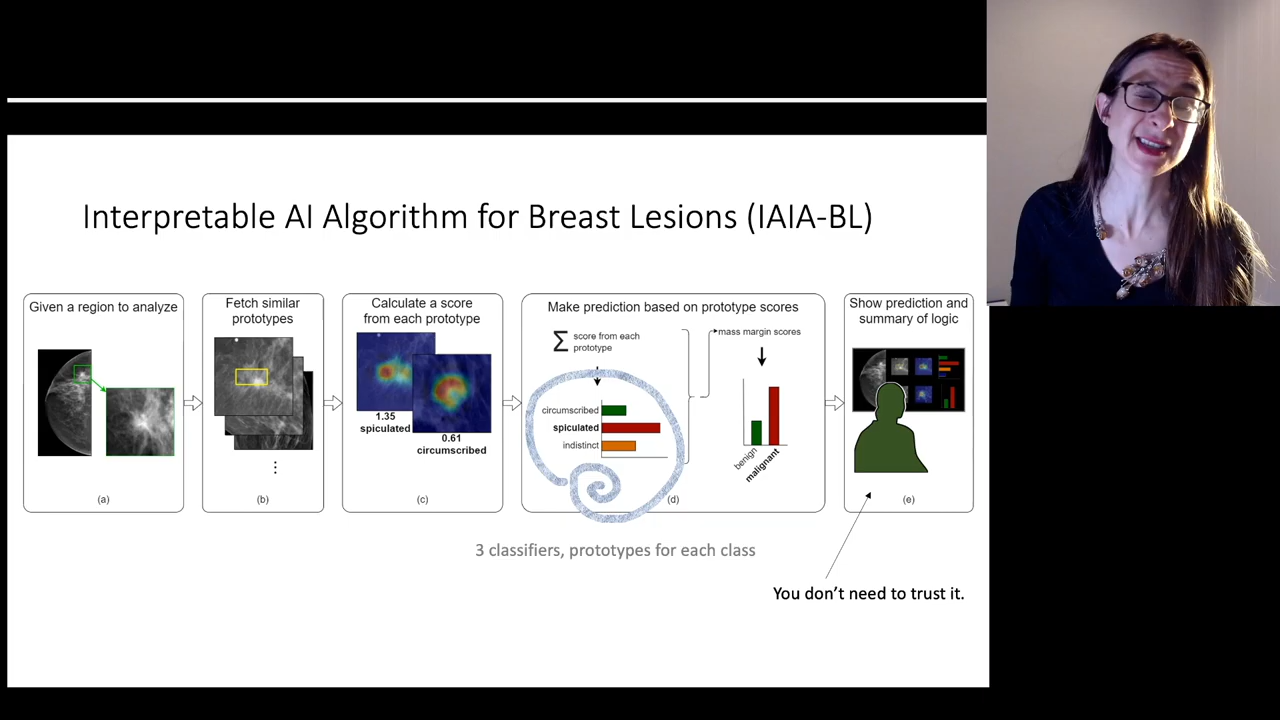 Interpretable AI Algorithm for Breast Lesions (IAIA-BL)
Given a region to analyze
(a)
Fetch similar
prototypes
⋮
(b)
Calculate a score
from each prototype
1.35
spiculated
0.61
circumscribed
(c)
Make prediction based on prototype scores
Σ score from each
prototype
circumscribed
spiculated
indistinct
mass margin scores
benign
malignant
(d)
Show prediction and
summary of logic
(e)
3 classifiers, prototypes for each class
You don’t need to trust it.